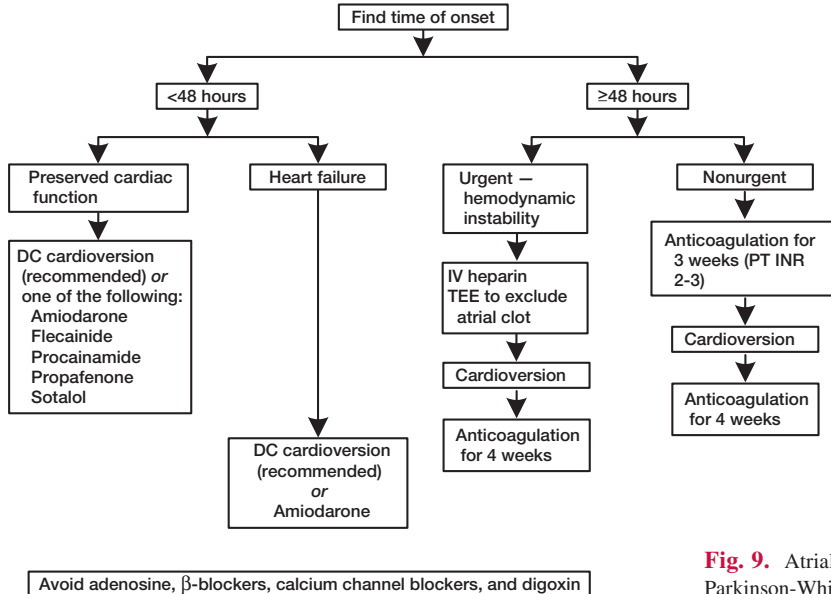 Find time of onset
<48 hours
≥48 hours
Preserved cardiac
function
Heart failure
Urgent —
hemodynamic
instability
Nonurgent
DC cardioversion
(recommended) or
one of the following:
Amiodarone
Flecainide
Procainamide
Propafenone
Sotalol
IV heparin
TEE to exclude
atrial clot
Anticoagulation for
3 weeks (PT INR
2-3)
Cardioversion
Cardioversion
Anticoagulation
for 4 weeks
Anticoagulation
for 4 weeks
DC cardioversion
(recommended)
or
Amiodarone
Avoid adenosine, β-blockers, calcium channel blockers, and digoxin
Fig. 9. Atrial
Parkinson-Whi